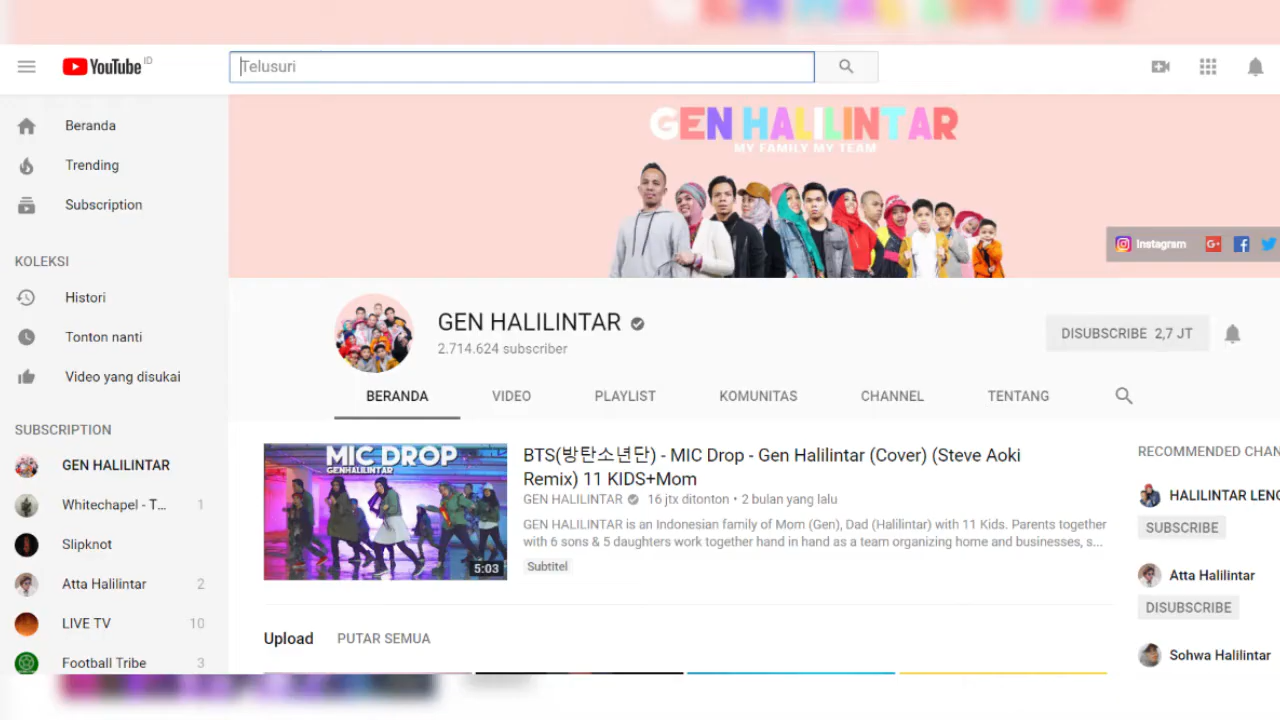 YouTube ID
Telusuri
Beranda
Trending
Subscription
KOLEKSI
Histori
Tonton nanti
Video yang disukai
SUBSCRIPTION
GEN HALILINTAR
Whitechapel - T... 1
Slipknot
Atta Halilintar 2
LIVE TV 10
Football Tribe 3
GEN HALILINTAR
MY FAMILY MY TEAM
Instagram
GEN HALILINTAR
2.714.624 subscriber
DISUBSCRIBE 2,7 JT
BERANDA VIDEO PLAYLIST KOMUNITAS CHANNEL TENTANG
MIC DROP
GENHALILINTAR
5:03
BTS(방탄소년단) - MIC Drop - Gen Halilintar (Cover) (Steve Aoki
Remix) 11 KIDS+Mom
GEN HALILINTAR 16 jtx ditonton • 2 bulan yang lalu
GEN HALILINTAR is an Indonesian family of Mom (Gen), Dad (Halilintar) with 11 Kids. Parents together
with 6 sons & 5 daughters work together hand in hand as a team organizing home and businesses, s...
Subtitel
Upload PUTAR SEMUA
RECOMMENDED CHAN
HALILINTAR LENG
SUBSCRIBE
Atta Halilintar
DISUBSCRIBE
Sohwa Halilintar